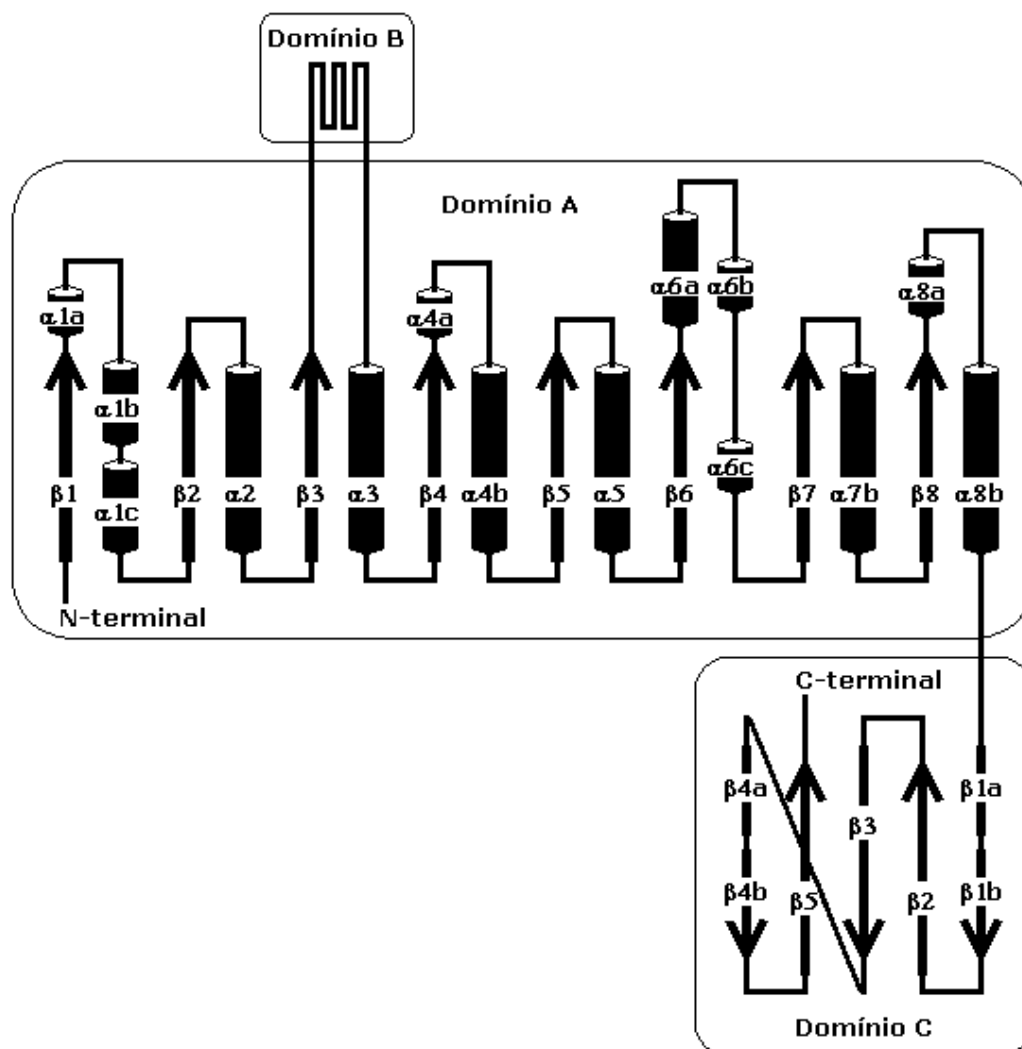 Domínio B
Domínio A
α6a α6b
α1a α4a α8a
α1b
α6c
β1 β2 α2 β3 α3 β4 α4b β5 α5 β6 β7 α7b β8 α8b
α1c
N-terminal
C-terminal
β4a β1a
β3
β4b β5 β2 β1b
Domínio C